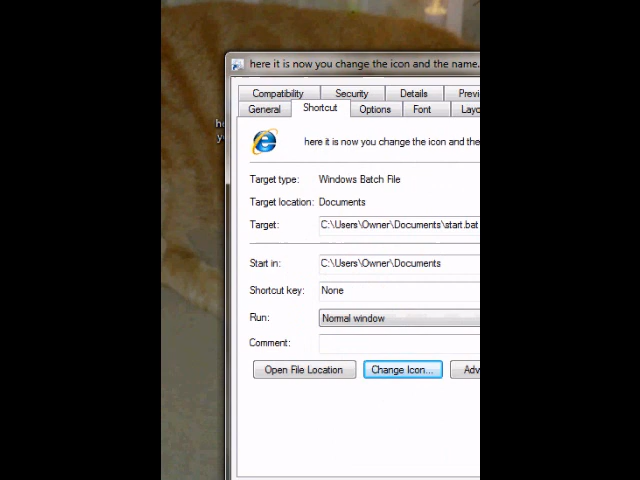 here it is now you change the icon and the name.
Compatibility Security Details
General Shortcut Options Font
here it is now you change the icon and the
Target type: Windows Batch File
Target location: Documents
Target: C:\Users\Owner\Documents\start.bat
Start in: C:\Users\Owner\Documents
Shortcut key: None
Run: Normal window
Comment:
Open File Location Change Icon...